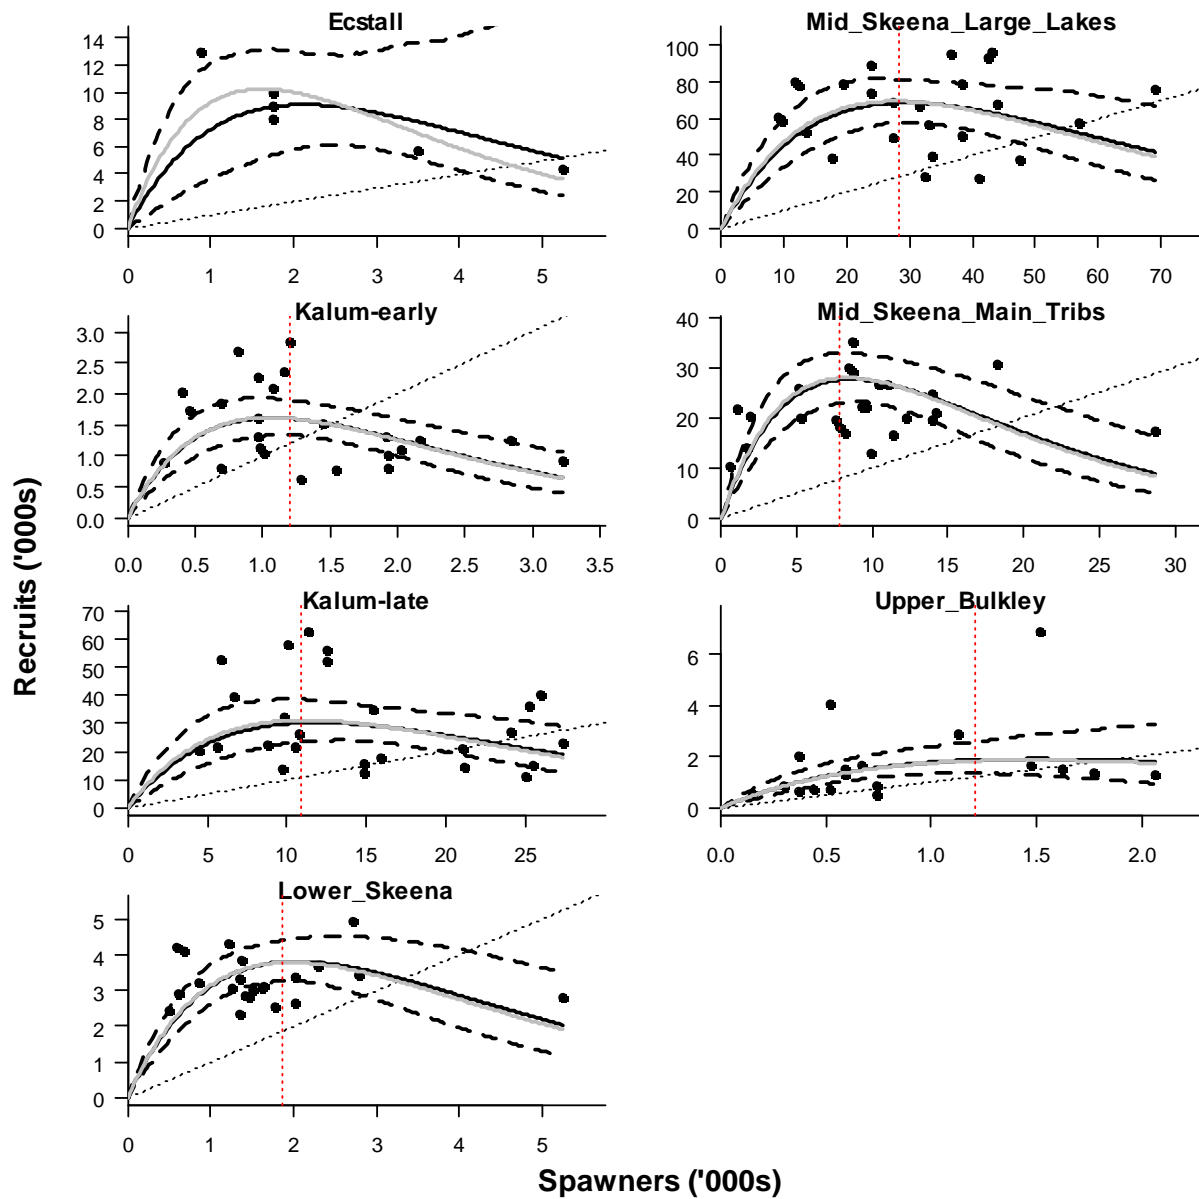 Ecstall
14
12
10
8
6
4
2
0
0 1 2 3 4 5
Mid_Skeena_Large_Lakes
100
80
60
40
20
0
0 10 20 30 40 50 60 70
Kalum-early
3.0
2.5
2.0
1.5
1.0
0.5
0.0
0.0 0.5 1.0 1.5 2.0 2.5 3.0 3.5
Mid_Skeena_Main_Tribs
40
30
20
10
0
0 5 10 15 20 25 30
Kalum-late
70
60
50
40
30
20
10
0
0 5 10 15 20 25
Upper_Bulkley
6
4
2
0
0.0 0.5 1.0 1.5 2.0
Lower_Skeena
5
4
3
2
1
0
0 1 2 3 4 5
Recruits ('000s)
Spawners ('000s)